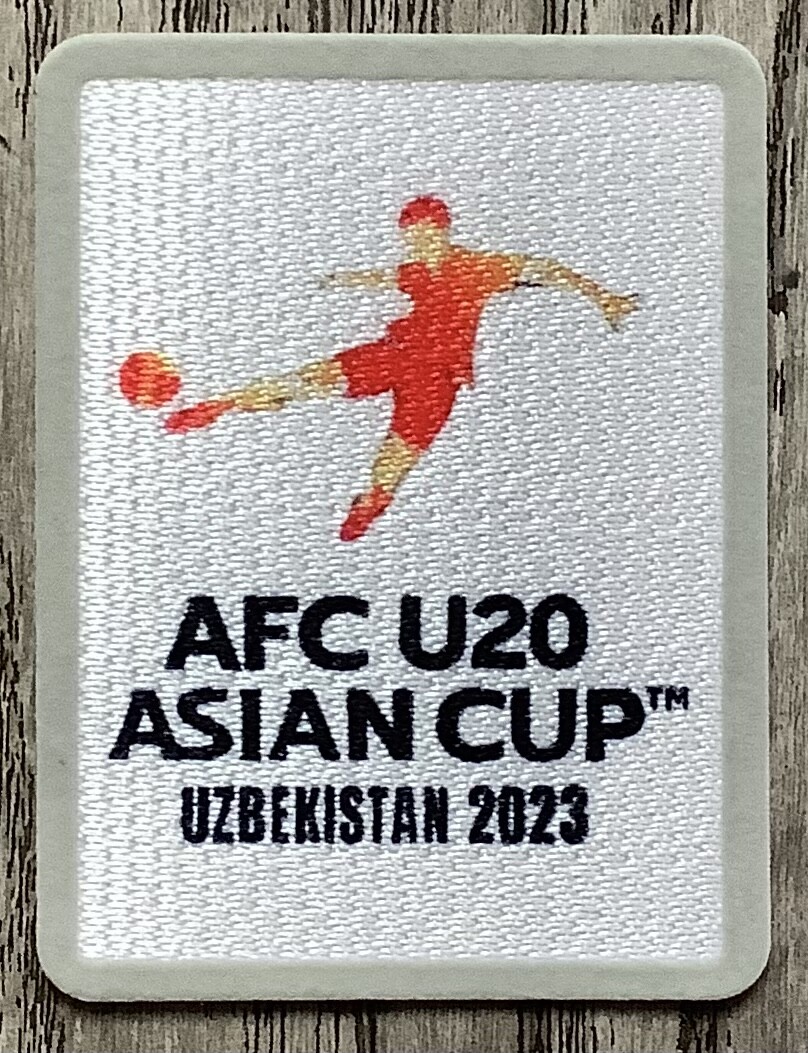 AFC U20
ASIAN CUP™
UZBEKISTAN 2023